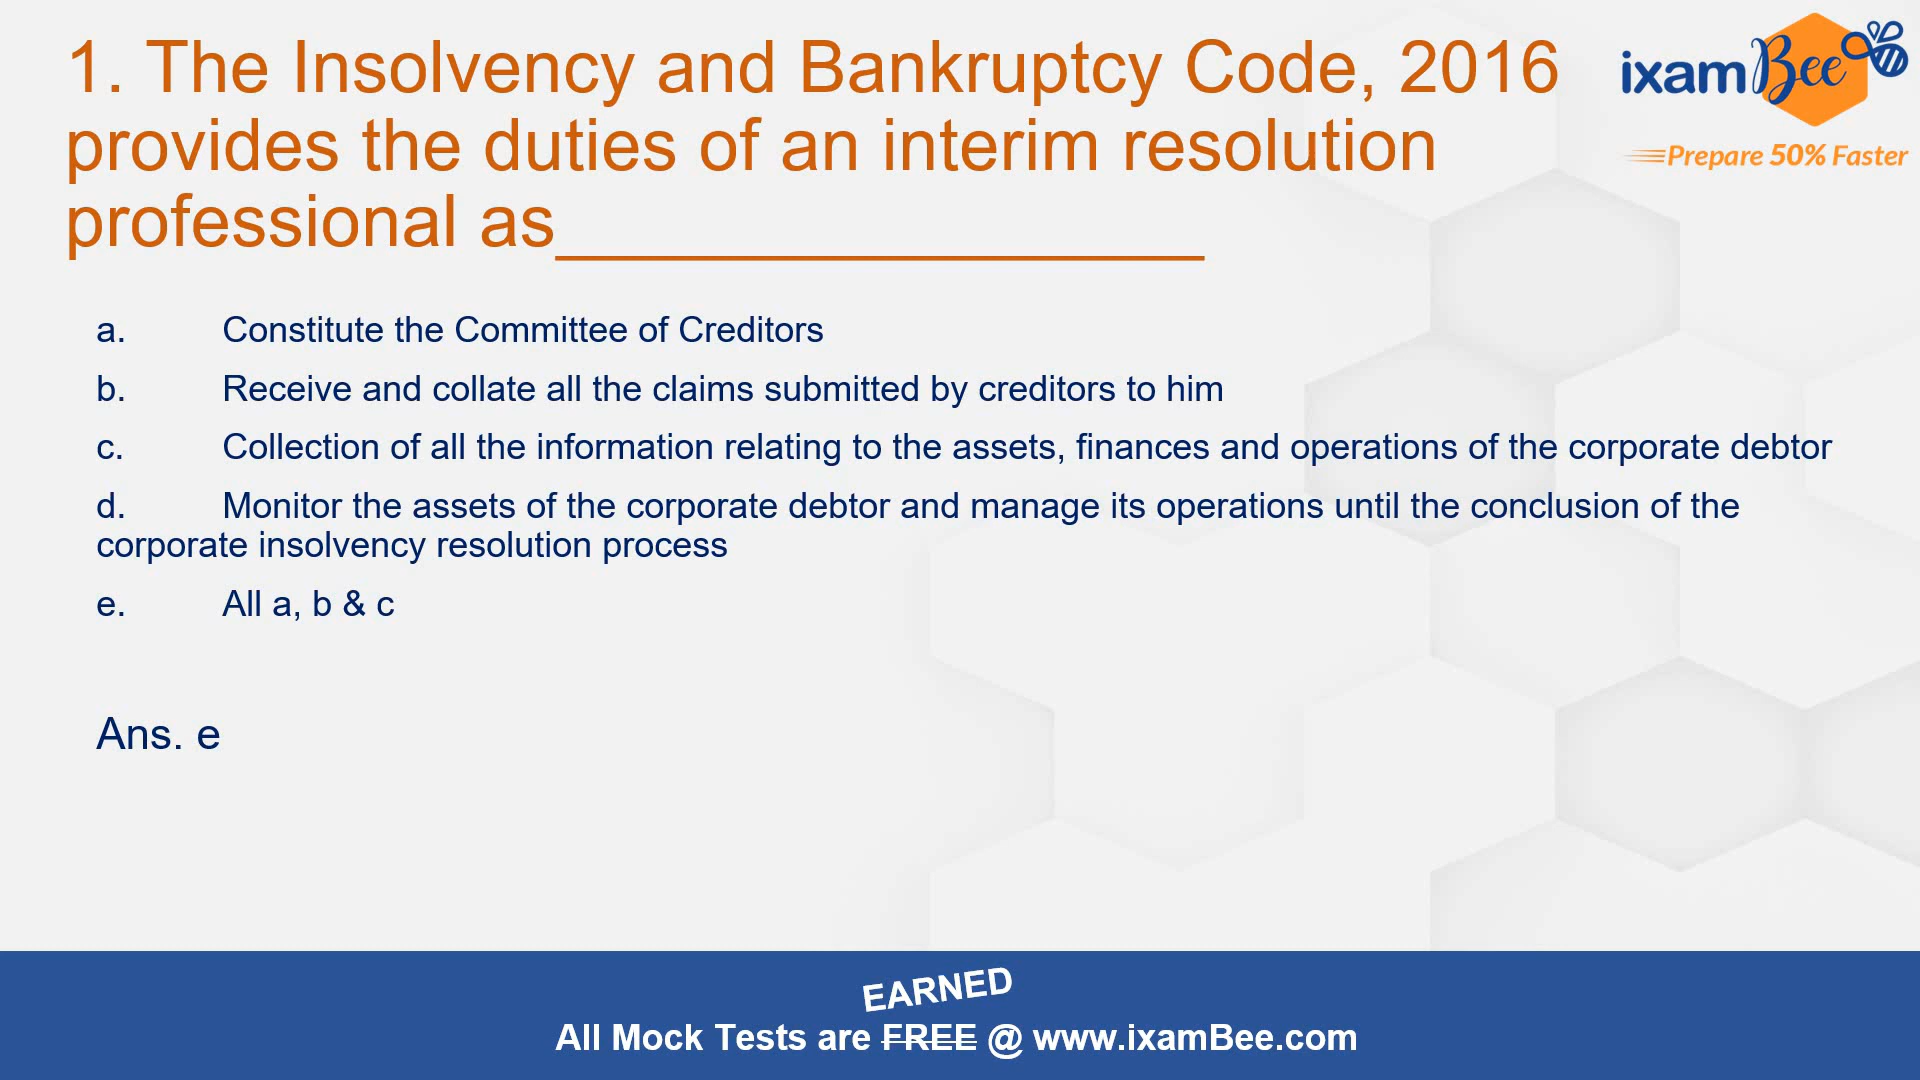 1. The Insolvency and Bankruptcy Code, 2016
provides the duties of an interim resolution
professional as__________________
ixamBee
Prepare 50% Faster
a. Constitute the Committee of Creditors
b. Receive and collate all the claims submitted by creditors to him
c. Collection of all the information relating to the assets, finances and operations of the corporate debtor
d. Monitor the assets of the corporate debtor and manage its operations until the conclusion of the
corporate insolvency resolution process
e. All a, b & c
Ans. e
EARNED
All Mock Tests are FREE @ www.ixamBee.com